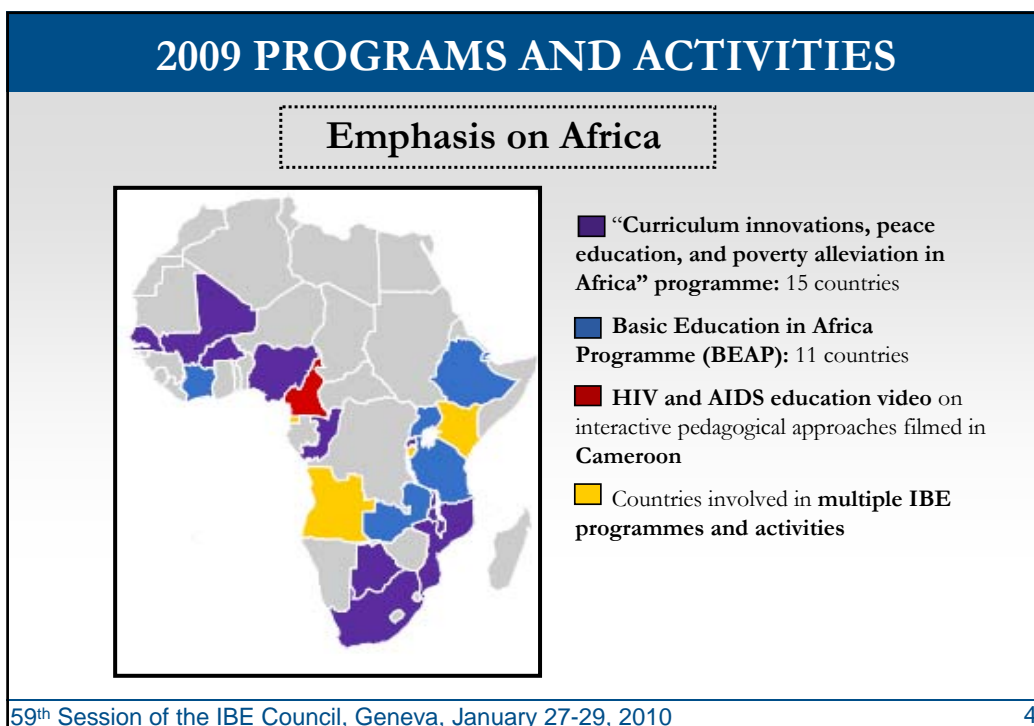 2009 PROGRAMS AND ACTIVITIES
Emphasis on Africa
“Curriculum innovations, peace
education, and poverty alleviation in
Africa” programme: 15 countries
Basic Education in Africa
Programme (BEAP): 11 countries
HIV and AIDS education video on
interactive pedagogical approaches filmed in
Cameroon
Countries involved in multiple IBE
programmes and activities
59th Session of the IBE Council, Geneva, January 27-29, 2010 4